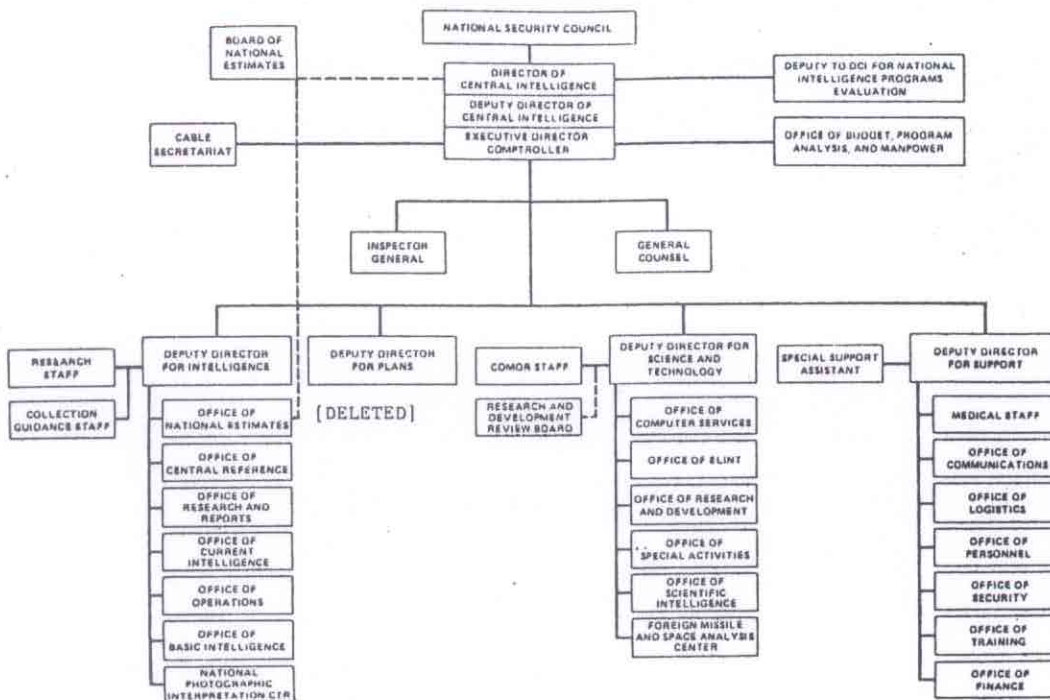 NATIONAL SECURITY COUNCIL
BOARD OF
NATIONAL
ESTIMATES
DIRECTOR OF
CENTRAL INTELLIGENCE
DEPUTY DIRECTOR OF
CENTRAL INTELLIGENCE
EXECUTIVE DIRECTOR
COMPTROLLER
DEPUTY TO DCI FOR NATIONAL
INTELLIGENCE PROGRAMS
EVALUATION
CABLE
SECRETARIAT
OFFICE OF BUDGET, PROGRAM
ANALYSIS, AND MANPOWER
INSPECTOR
GENERAL
GENERAL
COUNSEL
RESEARCH
STAFF
COLLECTION
GUIDANCE STAFF
DEPUTY DIRECTOR
FOR INTELLIGENCE
OFFICE OF
NATIONAL ESTIMATES
OFFICE OF
CENTRAL REFERENCE
OFFICE OF
RESEARCH AND
REPORTS
OFFICE OF
CURRENT
INTELLIGENCE
OFFICE OF
OPERATIONS
OFFICE OF
BASIC INTELLIGENCE
NATIONAL
PHOTOGRAPHIC
INTERPRETATION CTR
DEPUTY DIRECTOR
FOR PLANS
[DELETED]
COMOR STAFF
RESEARCH AND
DEVELOPMENT
REVIEW BOARD
DEPUTY DIRECTOR FOR
SCIENCE AND
TECHNOLOGY
OFFICE OF
COMPUTER SERVICES
OFFICE OF ELINT
OFFICE OF RESEARCH
AND DEVELOPMENT
OFFICE OF
SPECIAL ACTIVITIES
OFFICE OF
SCIENTIFIC
INTELLIGENCE
FOREIGN MISSILE
AND SPACE ANALYSIS
CENTER
SPECIAL SUPPORT
ASSISTANT
DEPUTY DIRECTOR
FOR SUPPORT
MEDICAL STAFF
OFFICE OF
COMMUNICATIONS
OFFICE OF
LOGISTICS
OFFICE OF
PERSONNEL
OFFICE OF
SECURITY
OFFICE OF
TRAINING
OFFICE OF
FINANCE